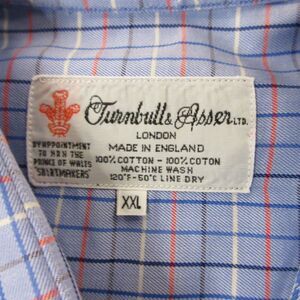 Turnbull & Asser LTD.
LONDON
MADE IN ENGLAND
100% COTTON - 100% COTON
MACHINE WASH
120°F-50°C LINE DRY
BY APPOINTMENT
TO HRH THE
PRINCE OF WALES
'SHIRTMAKERS'
XXL